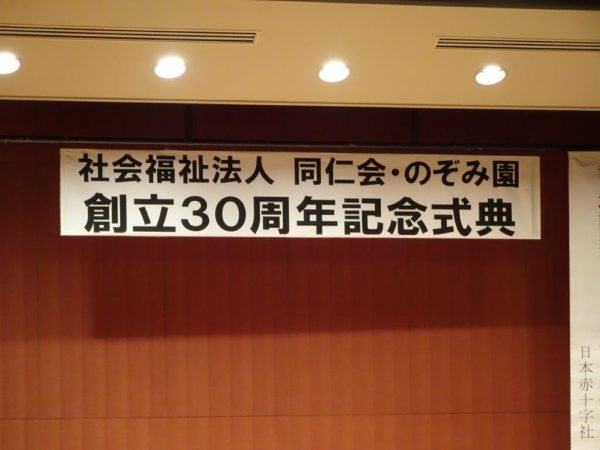 社会福祉法人 同仁会・のぞみ園
創立30周年記念式典
日本赤十字社